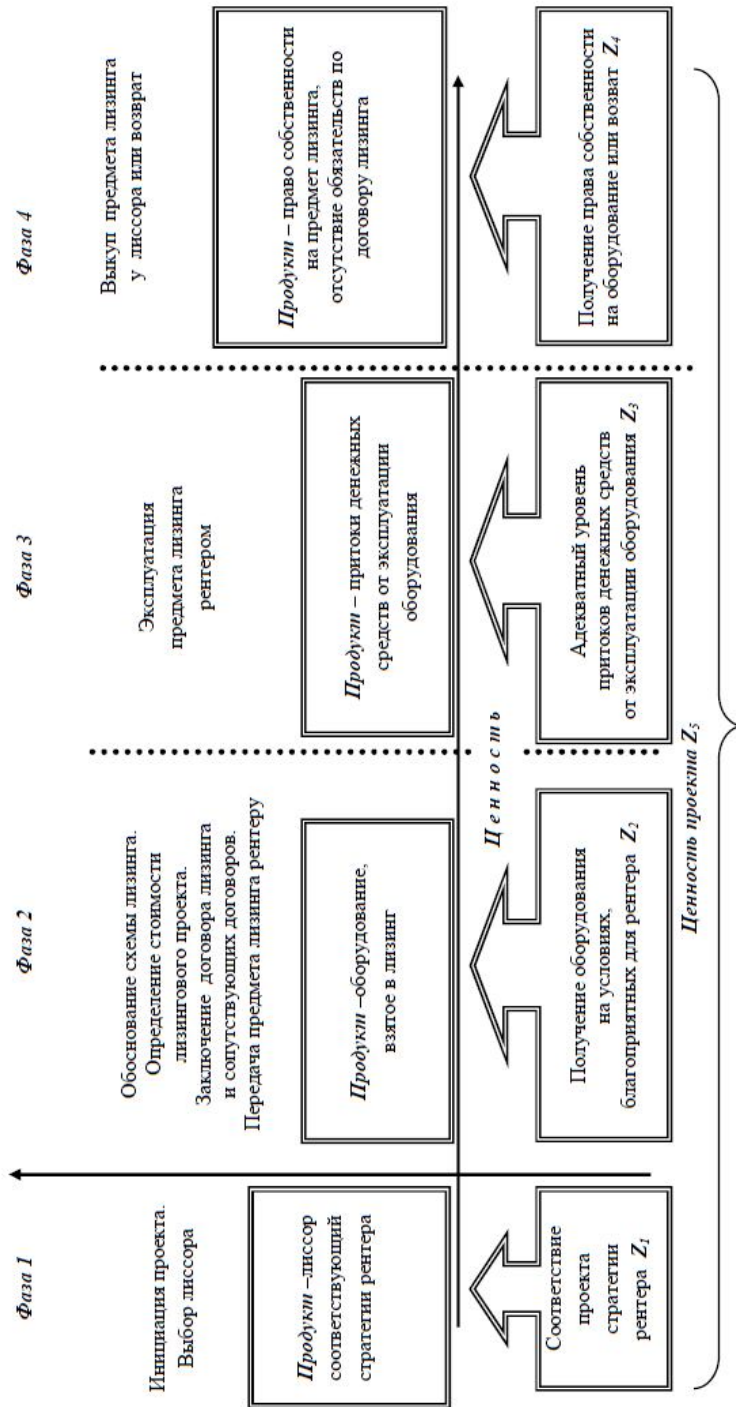 Фаза 1
Фаза 2
Фаза 3
Фаза 4
Инициация проекта.
Выбор лиссора
Обоснование схемы лизинга.
Определение стоимости
лизингового проекта.
Заключение договора лизинга
и сопутствующих договоров.
Передача предмета лизинга рентеру
Эксплуатация
предмета лизинга
рентером
Выкуп предмета лизинга
у лиссора или возврат
Продукт –лиссор
соответствующий
стратегии рентера
Продукт –оборудование,
взятое в лизинг
Продукт – притоки денежных
средств от эксплуатации
оборудования
Продукт – право собственности
на предмет лизинга,
отсутствие обязательств по
договору лизинга
Ценность
Соответствие
проекта
стратегии
рентера Z1
Получение оборудования
на условиях,
благоприятных для рентера Z2
Адекватный уровень
притоков денежных средств
от эксплуатации оборудования Z3
Получение права собственности
на оборудование или возват Z4
Ценность проекта Z5